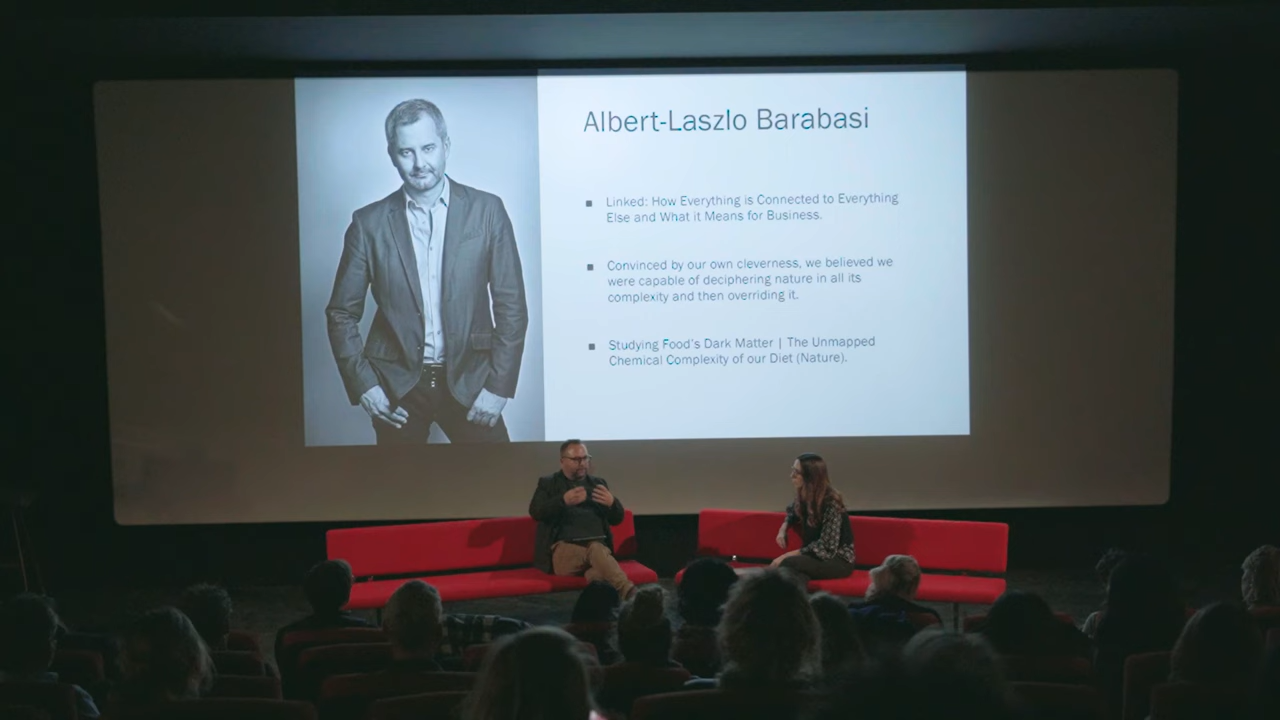 Albert-Laszlo Barabasi
▪ Linked: How Everything is Connected to Everything
Else and What it Means for Business.
▪ Convinced by our own cleverness, we believed we
were capable of deciphering nature in all its
complexity and then overriding it.
▪ Studying Food's Dark Matter | The Unmapped
Chemical Complexity of our Diet (Nature).